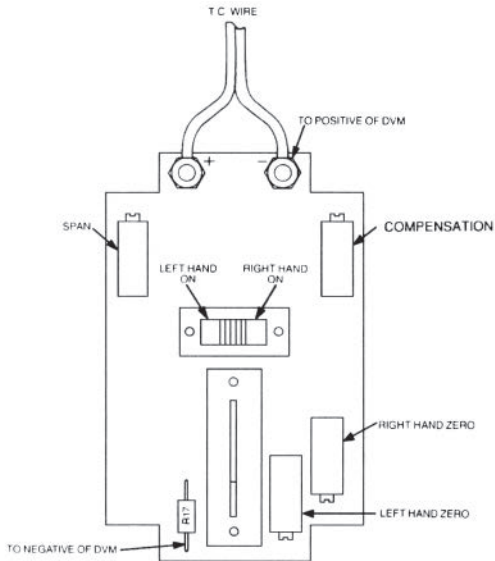 T.C. WIRE
TO POSITIVE OF DVM
+ −
SPAN
COMPENSATION
LEFT HAND
ON
RIGHT HAND
ON
RIGHT HAND ZERO
R17
LEFT HAND ZERO
TO NEGATIVE OF DVM